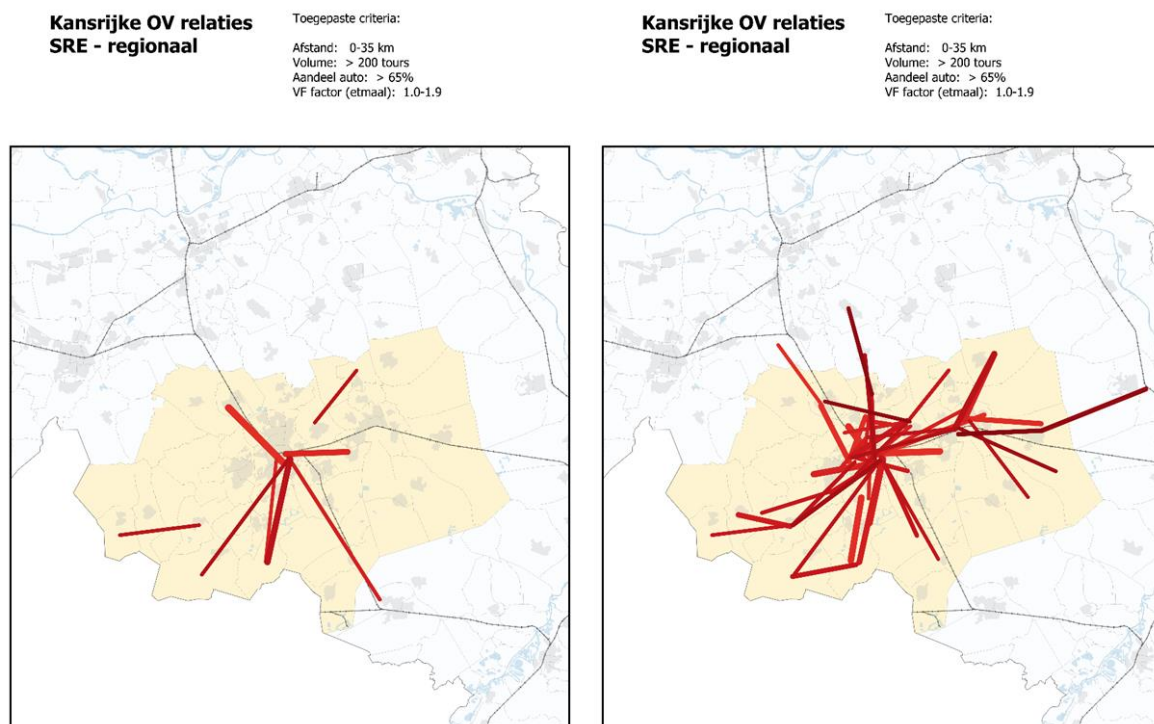 Kansrijke OV relaties
SRE - regionaal
Toegepaste criteria:
Afstand: 0-35 km
Volume: > 200 tours
Aandeel auto: > 65%
VF factor (etmaal): 1.0-1.9
Kansrijke OV relaties
SRE - regionaal
Toegepaste criteria:
Afstand: 0-35 km
Volume: > 200 tours
Aandeel auto: > 65%
VF factor (etmaal): 1.0-1.9